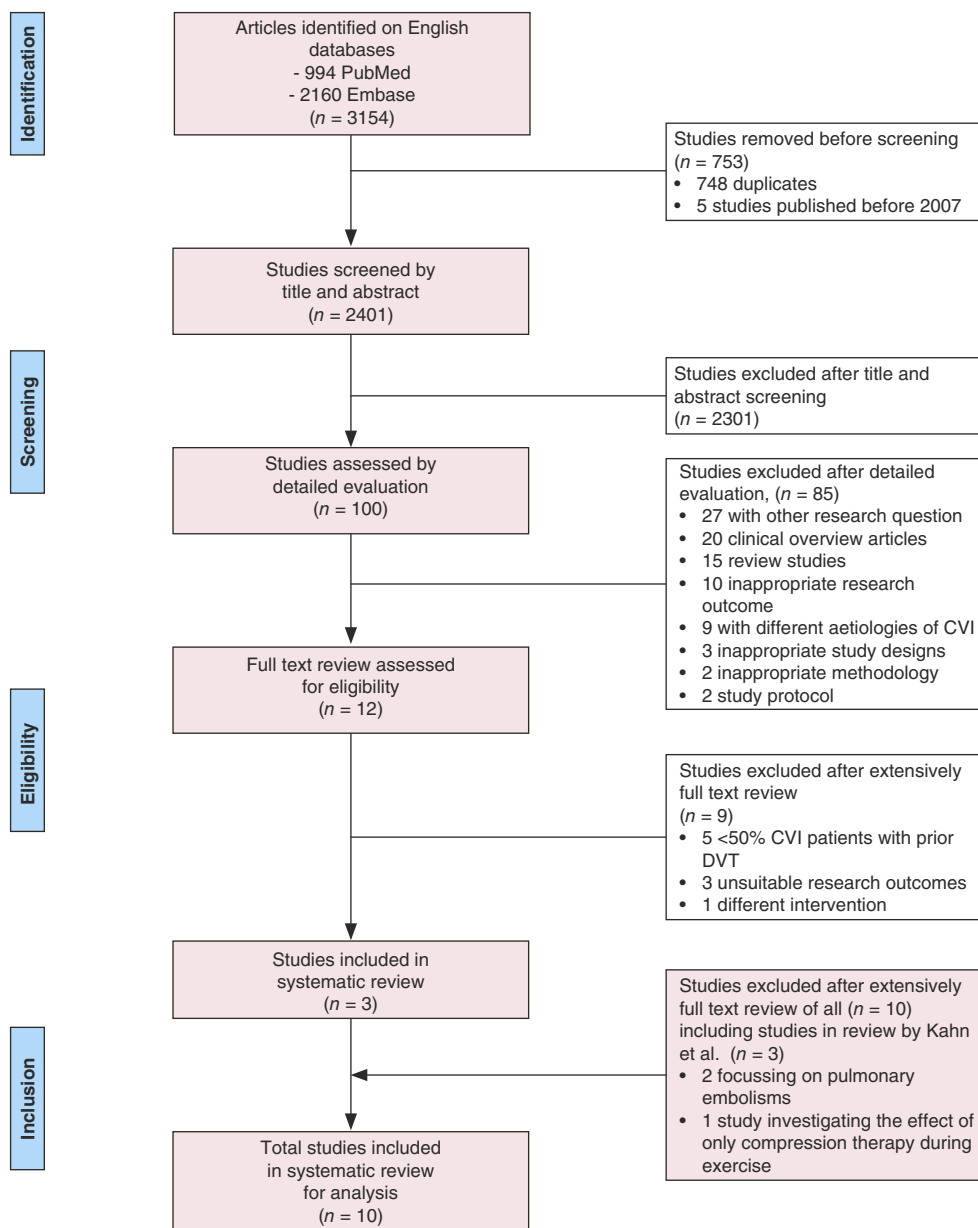 Identification
Articles identified on English
databases
- 994 PubMed
- 2160 Embase
(n = 3154)
Studies removed before screening
(n = 753)
• 748 duplicates
• 5 studies published before 2007
Studies screened by
title and abstract
(n = 2401)
Screening
Studies excluded after title and
abstract screening
(n = 2301)
Studies assessed by
detailed evaluation
(n = 100)
Studies excluded after detailed
evaluation, (n = 85)
• 27 with other research question
• 20 clinical overview articles
• 15 review studies
• 10 inappropriate research
outcome
• 9 with different aetiologies of CVI
• 3 inappropriate study designs
• 2 inappropriate methodology
• 2 study protocol
Full text review assessed
for eligibility
(n = 12)
Eligibility
Studies excluded after extensively
full text review
(n = 9)
• 5 <50% CVI patients with prior
DVT
• 3 unsuitable research outcomes
• 1 different intervention
Studies included in
systematic review
(n = 3)
Inclusion
Studies excluded after extensively
full text review of all (n = 10)
including studies in review by Kahn
et al. (n = 3)
• 2 focussing on pulmonary
embolisms
• 1 study investigating the effect of
only compression therapy during
exercise
Total studies included
in systematic review
for analysis
(n = 10)